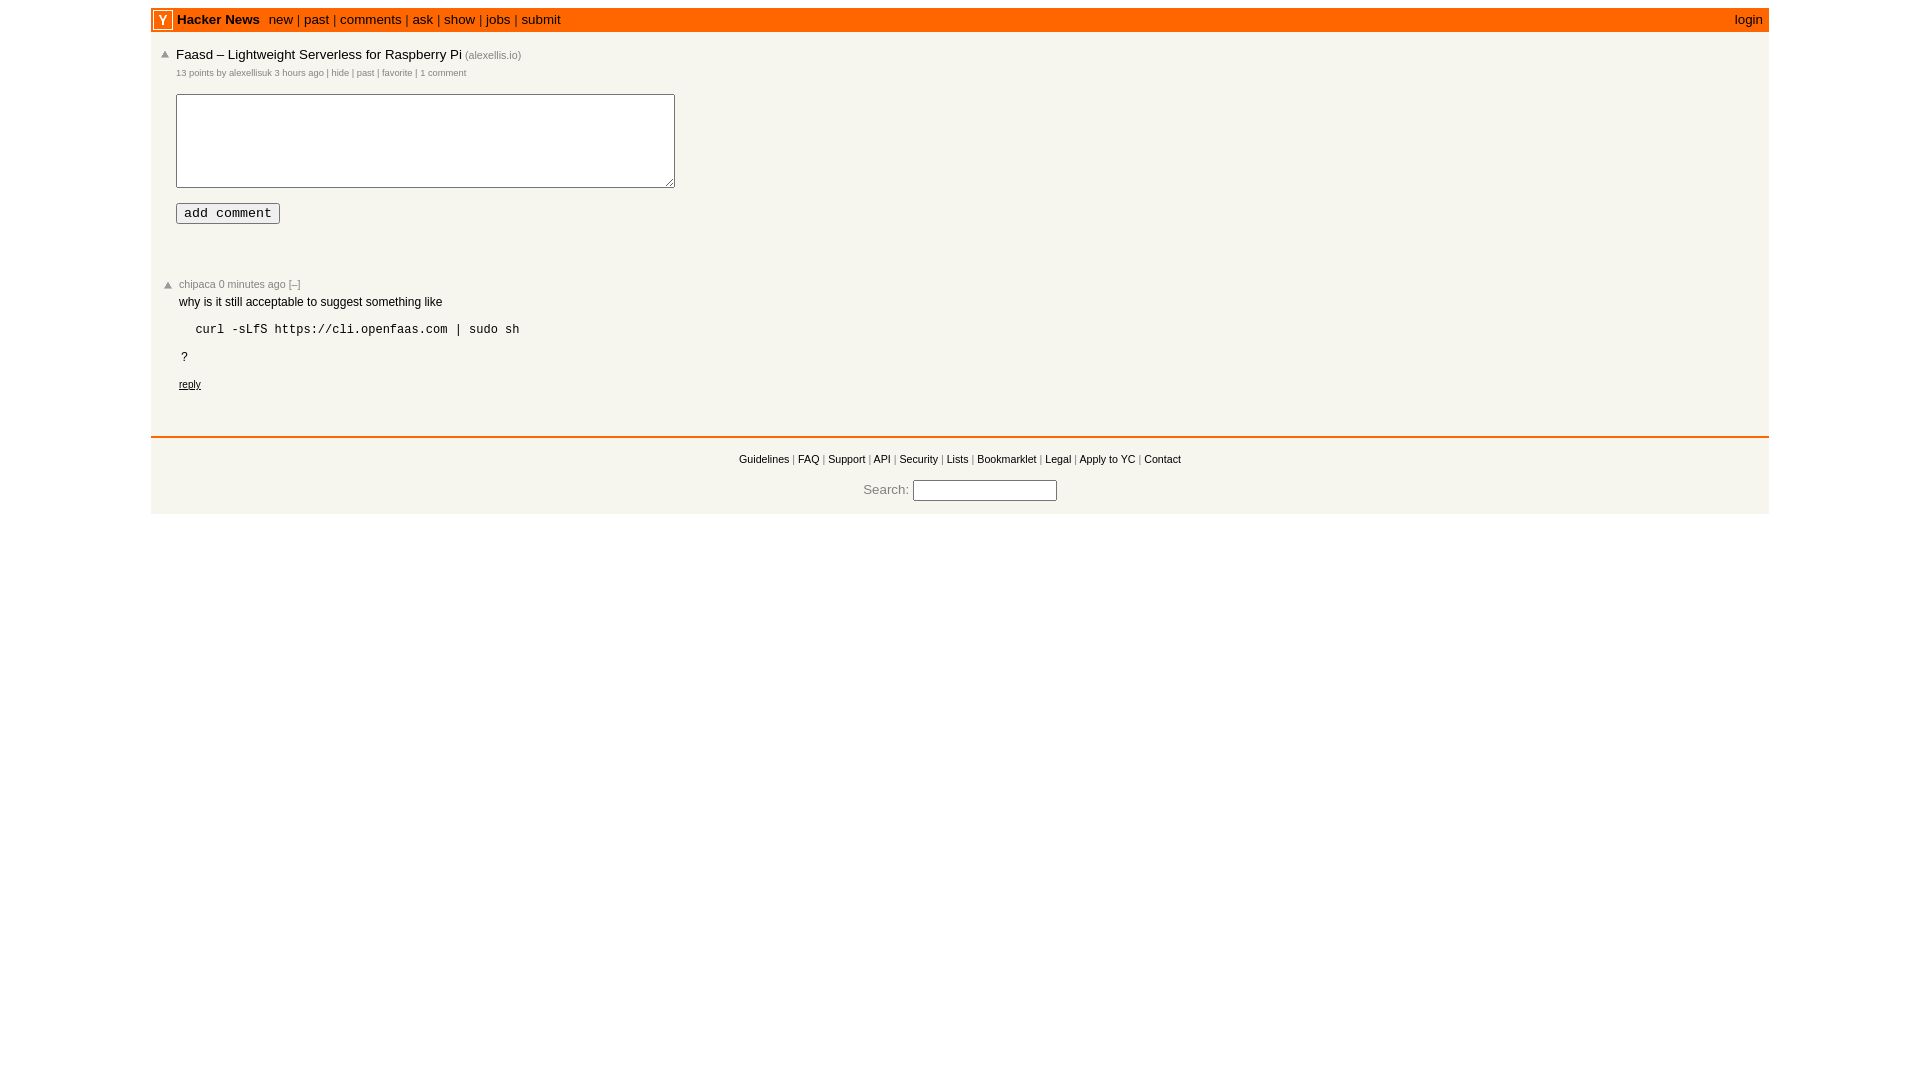 Y Hacker News new | past | comments | ask | show | jobs | submit login
Faasd – Lightweight Serverless for Raspberry Pi (alexellis.io)
13 points by alexellisuk 3 hours ago | hide | past | favorite | 1 comment
add comment
chipaca 0 minutes ago [–]
why is it still acceptable to suggest something like
curl -sLfS https://cli.openfaas.com | sudo sh
?
reply
Guidelines | FAQ | Support | API | Security | Lists | Bookmarklet | Legal | Apply to YC | Contact
Search: